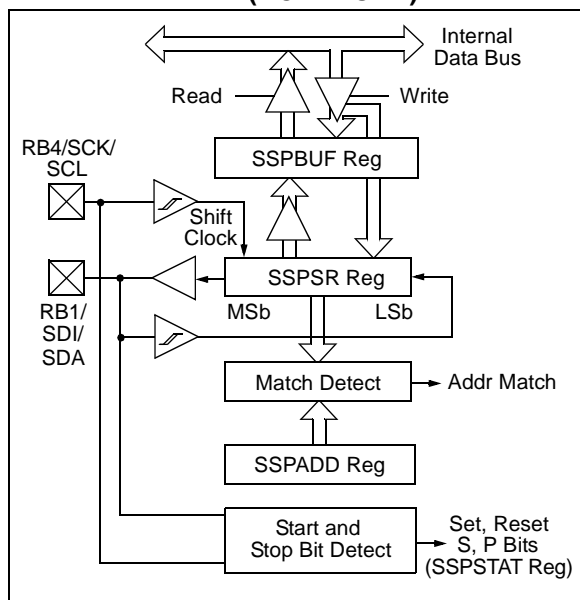 Internal
Data Bus
Read
Write
RB4/SCK/
SCL
SSPBUF Reg
Shift
Clock
SSPSR Reg
MSb
LSb
RB1/
SDI/
SDA
Match Detect
Addr Match
SSPADD Reg
Start and
Stop Bit Detect
Set, Reset
S, P Bits
(SSPSTAT Reg)